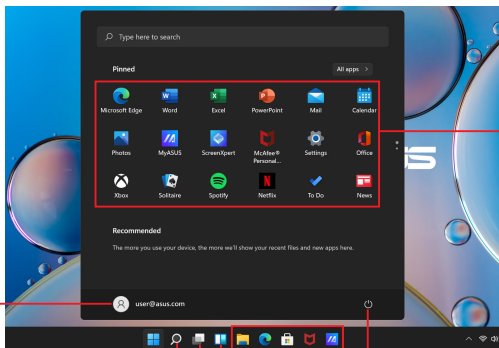 Type here to search
Pinned
All apps >
Microsoft Edge
Word
Excel
PowerPoint
Mail
Calendar
Photos
MyASUS
ScreenXpert
McAfee®
Personal...
Settings
Office
Xbox
Solitaire
Spotify
Netflix
To Do
News
Recommended
The more you use your device, the more we'll show your recent files and new apps here.
user@asus.com